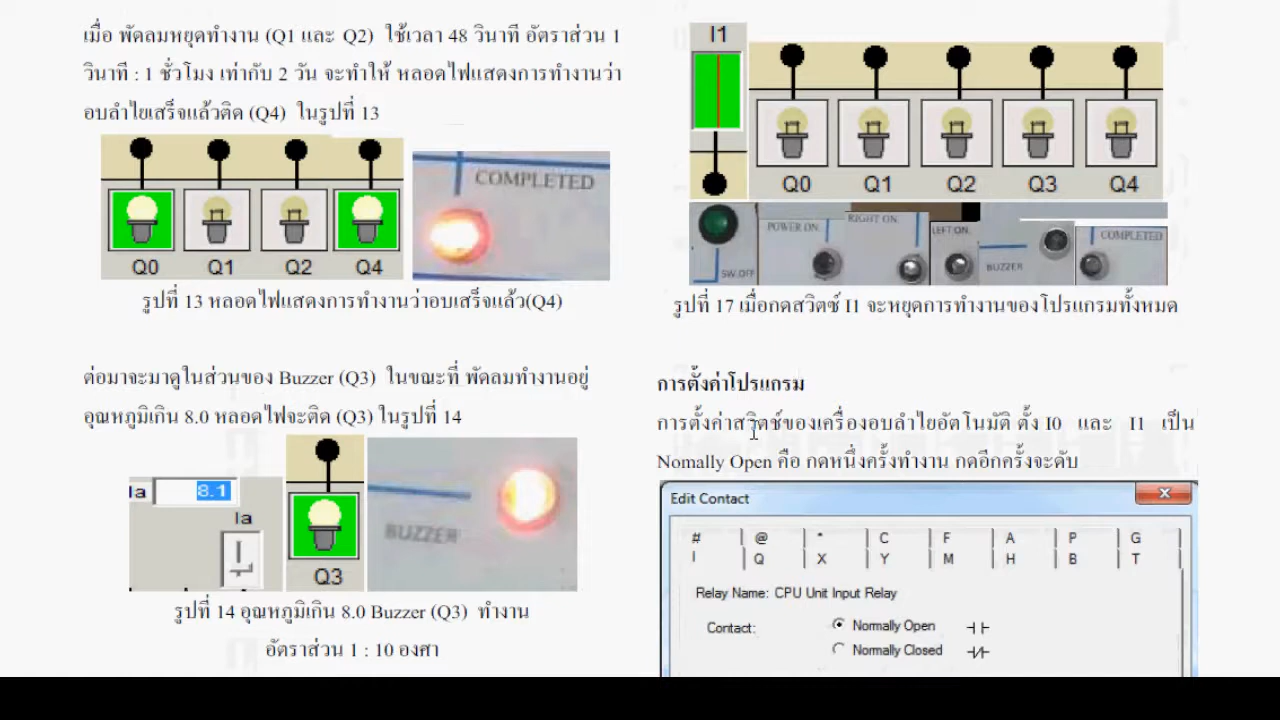 เมื่อ พัดลมหยุดทำงาน (Q1 และ Q2) ใช้เวลา 48 วินาที อัตราส่วน 1
วินาที : 1 ชั่วโมง เท่ากับ 2 วัน จะทำให้ หลอดไฟแสดงการทำงานว่า
อบลำไยเสร็จแล้วติด (Q4) ในรูปที่ 13
Q0 Q1 Q2 Q4
COMPLETED
รูปที่ 13 หลอดไฟแสดงการทำงานว่าอบเสร็จแล้ว(Q4)
ต่อมาจะมาดูในส่วนของ Buzzer (Q3) ในขณะที่ พัดลมทำงานอยู่
อุณหภูมิเกิน 8.0 หลอดไฟจะติด (Q3) ในรูปที่ 14
Ia 8.1
Ia
Q3
BUZZER
รูปที่ 14 อุณหภูมิเกิน 8.0 Buzzer (Q3) ทำงาน
อัตราส่วน 1 : 10 องศา
I1
Q0 Q1 Q2 Q3 Q4
SW.OFF
POWER ON.
RIGHT ON.
LEFT ON.
BUZZER
COMPLETED
รูปที่ 17 เมื่อกดสวิตซ์ I1 จะหยุดการทำงานของโปรแกรมทั้งหมด
การตั้งค่าโปรแกรม
การตั้งค่าสวิตช์ของเครื่องอบลำไยอัตโนมัติ ตั้ง I0 และ I1 เป็น
Nomally Open คือ กดหนึ่งครั้งทำงาน กดอีกครั้งจะดับ
Edit Contact
# @ * C F A P G
I Q X Y M H B T
Relay Name: CPU Unit Input Relay
Contact: Normally Open
Normally Closed